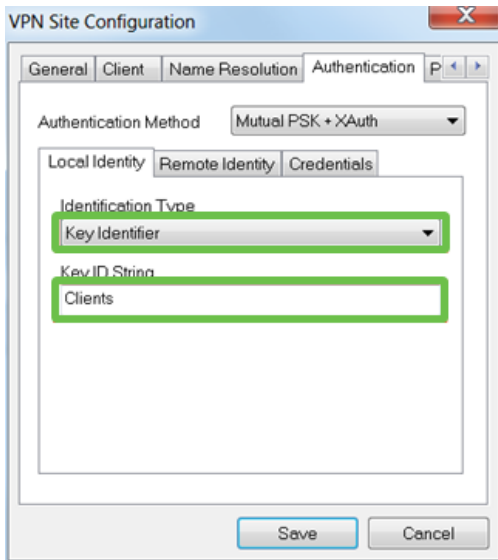 VPN Site Configuration
General Client Name Resolution Authentication P
Authentication Method Mutual PSK + XAuth
Local Identity Remote Identity Credentials
Identification Type
Key Identifier
Key ID String
Clients
Save Cancel